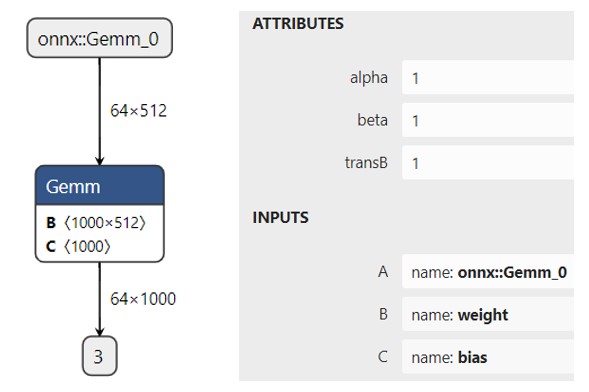 onnx::Gemm_0
64×512
Gemm
B 〈1000×512〉
C 〈1000〉
64×1000
3
ATTRIBUTES
alpha 1
beta 1
transB 1
INPUTS
A name: onnx::Gemm_0
B name: weight
C name: bias